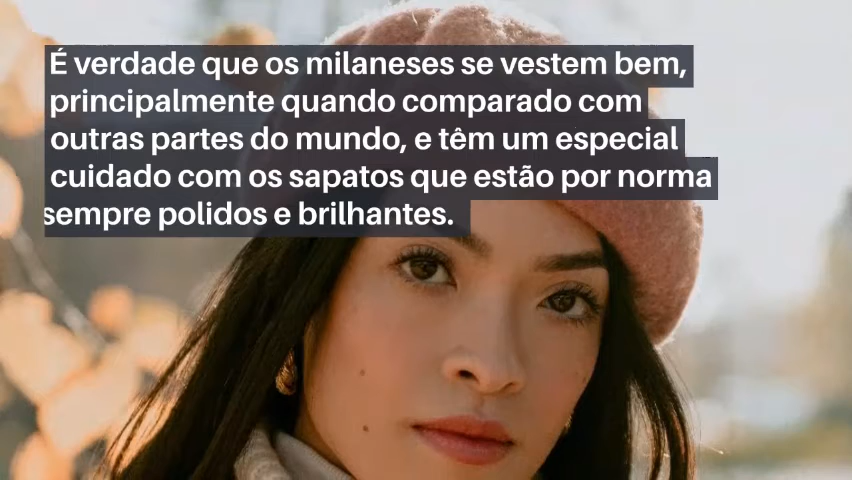 É verdade que os milaneses se vestem bem,
principalmente quando comparado com
outras partes do mundo, e têm um especial
cuidado com os sapatos que estão por norma
sempre polidos e brilhantes.